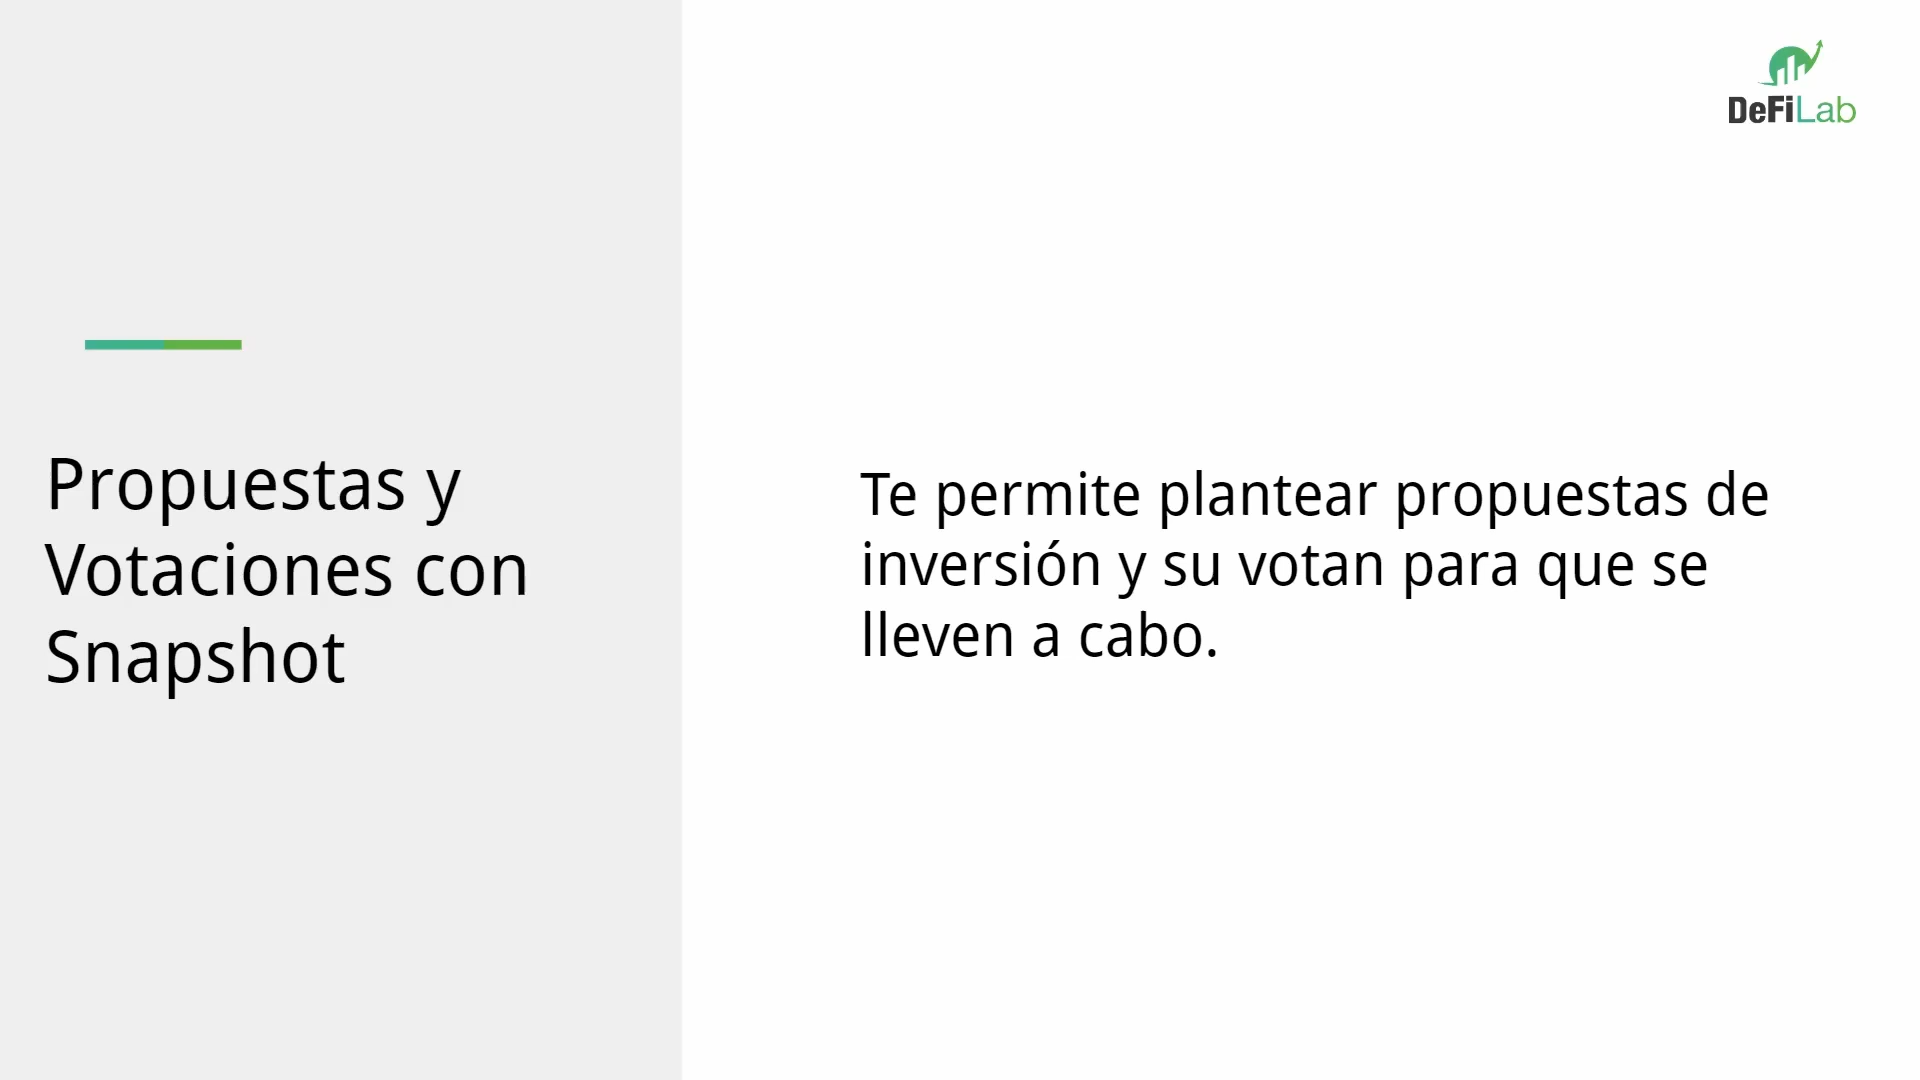 DeFiLab
Propuestas y
Votaciones con
Snapshot
Te permite plantear propuestas de
inversión y su votan para que se
lleven a cabo.